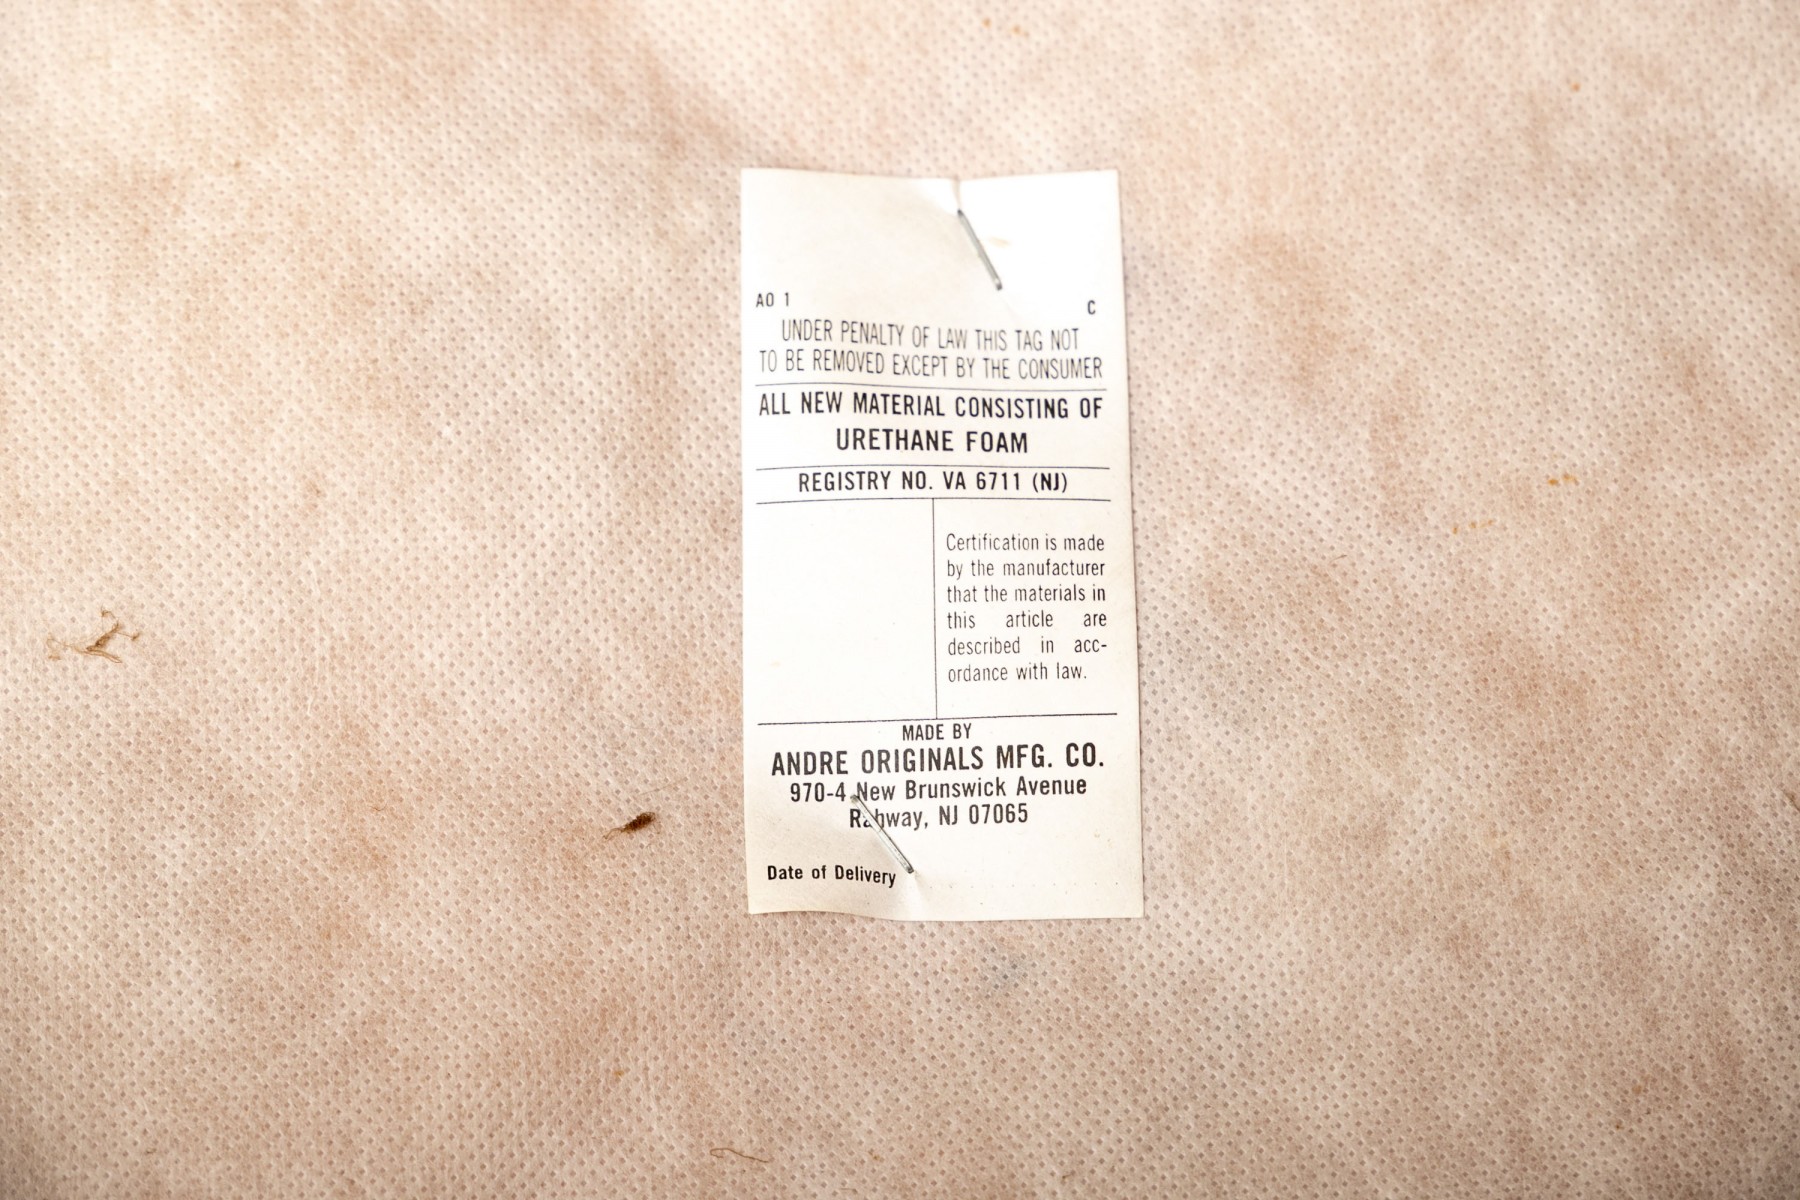 AO 1 C
UNDER PENALTY OF LAW THIS TAG NOT
TO BE REMOVED EXCEPT BY THE CONSUMER
ALL NEW MATERIAL CONSISTING OF
URETHANE FOAM
REGISTRY NO. VA 6711 (NJ)
Certification is made
by the manufacturer
that the materials in
this article are
described in acc-
ordance with law.
MADE BY
ANDRE ORIGINALS MFG. CO.
970-4 New Brunswick Avenue
Rahway, NJ 07065
Date of Delivery